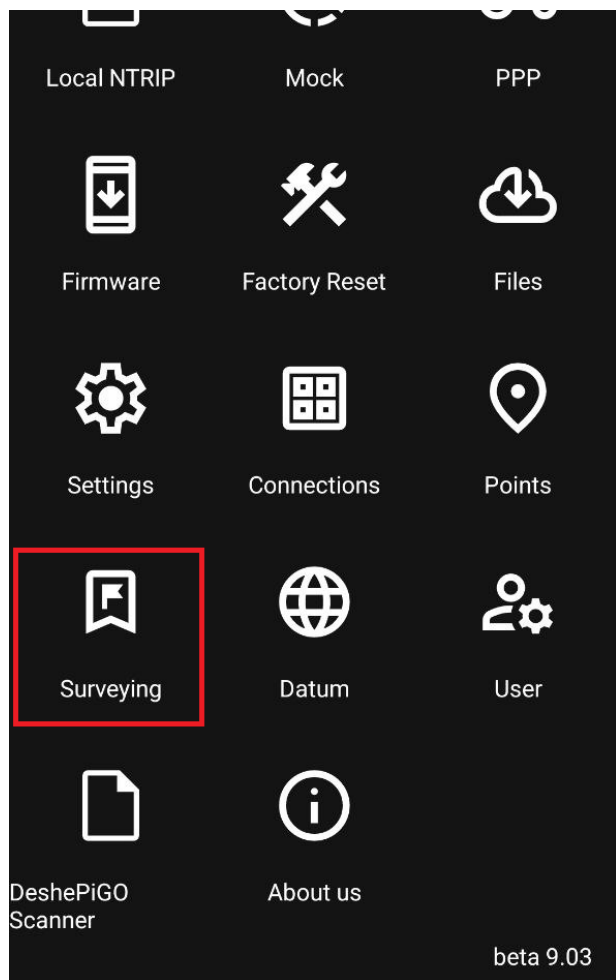 Local NTRIP
Mock
PPP
Firmware
Factory Reset
Files
Settings
Connections
Points
Surveying
Datum
User
DeshePiGO
Scanner
About us
beta 9.03